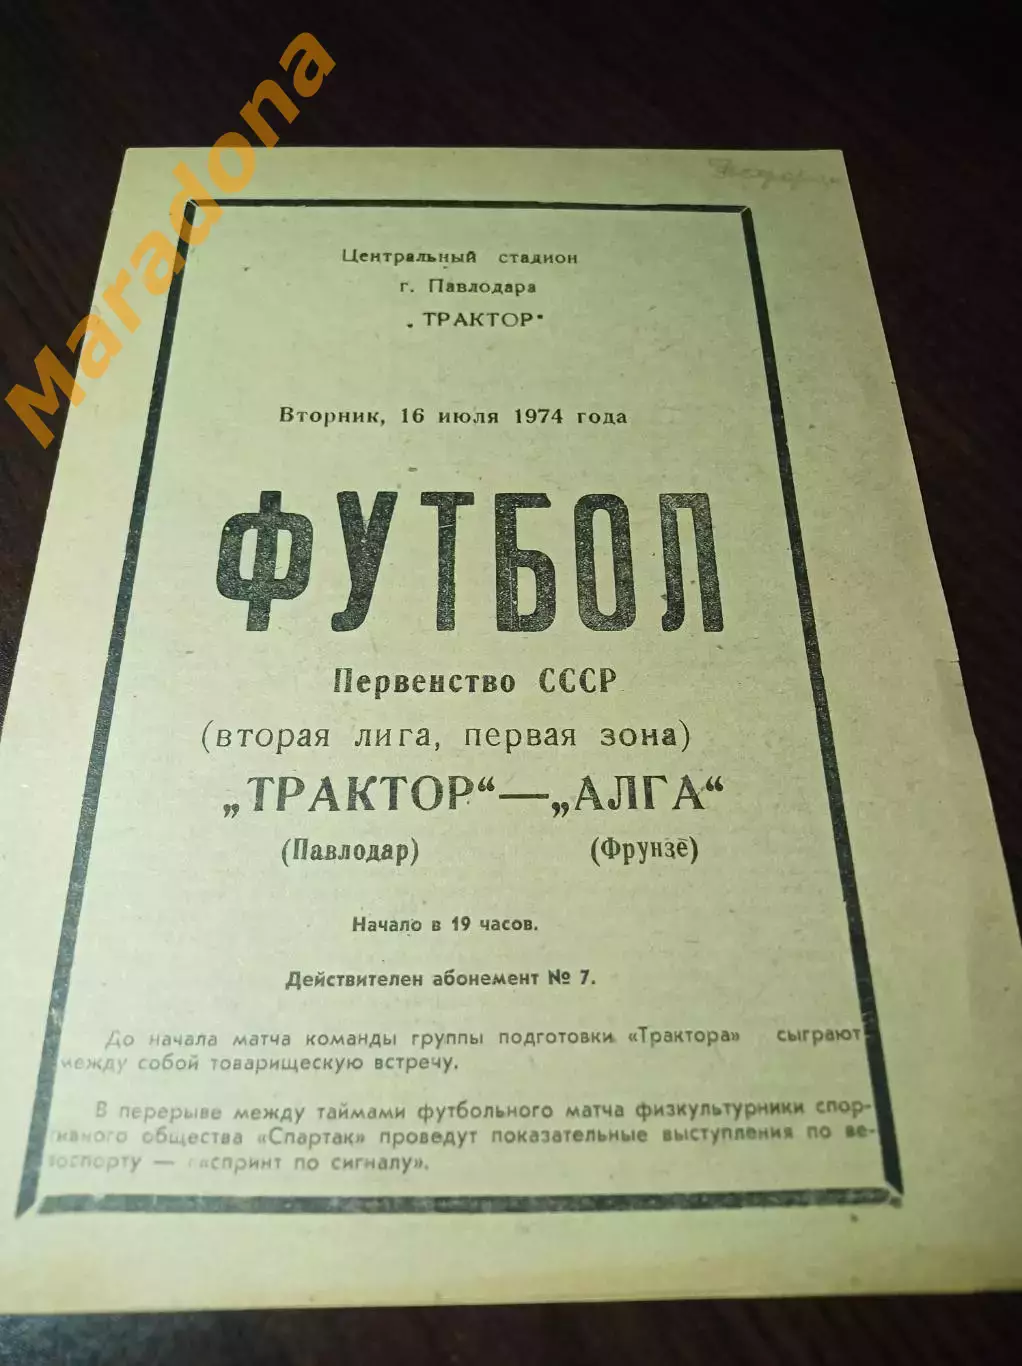 Maradona
Центральный стадион
г. Павлодара
„ТРАКТОР"
Вторник, 16 июля 1974 года
ФУТБОЛ
Первенство СССР
(вторая лига, первая зона)
„ТРАКТОР“—„АЛГА“
(Павлодар) (Фрунзе)
Начало в 19 часов.
Действителен абонемент № 7.
До начала матча команды группы подготовки «Трактора» сыграют
между собой товарищескую встречу.
В перерыве между таймами футбольного матча физкультурники спор-
тивного общества «Спартак» проведут показательные выступления по ве-
лоспорту — «спринт по сигналу».